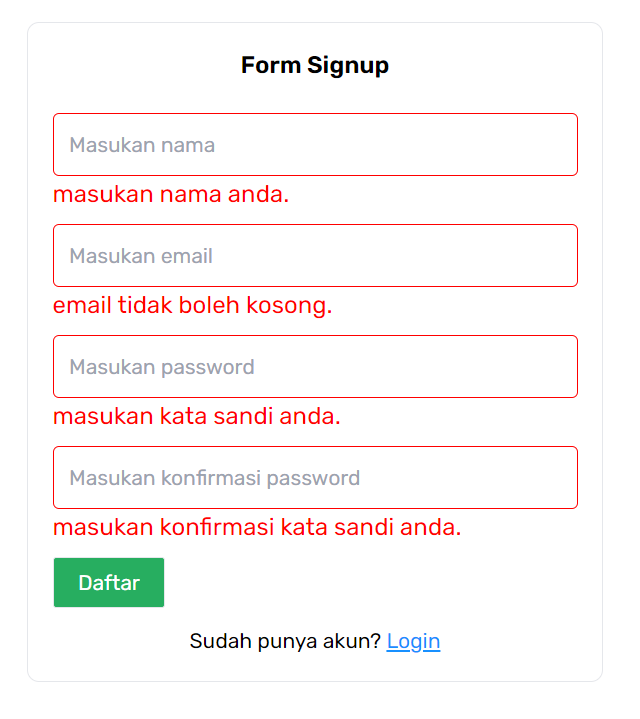 Form Signup
Masukan nama
masukan nama anda.
Masukan email
email tidak boleh kosong.
Masukan password
masukan kata sandi anda.
Masukan konfirmasi password
masukan konfirmasi kata sandi anda.
Daftar
Sudah punya akun? Login